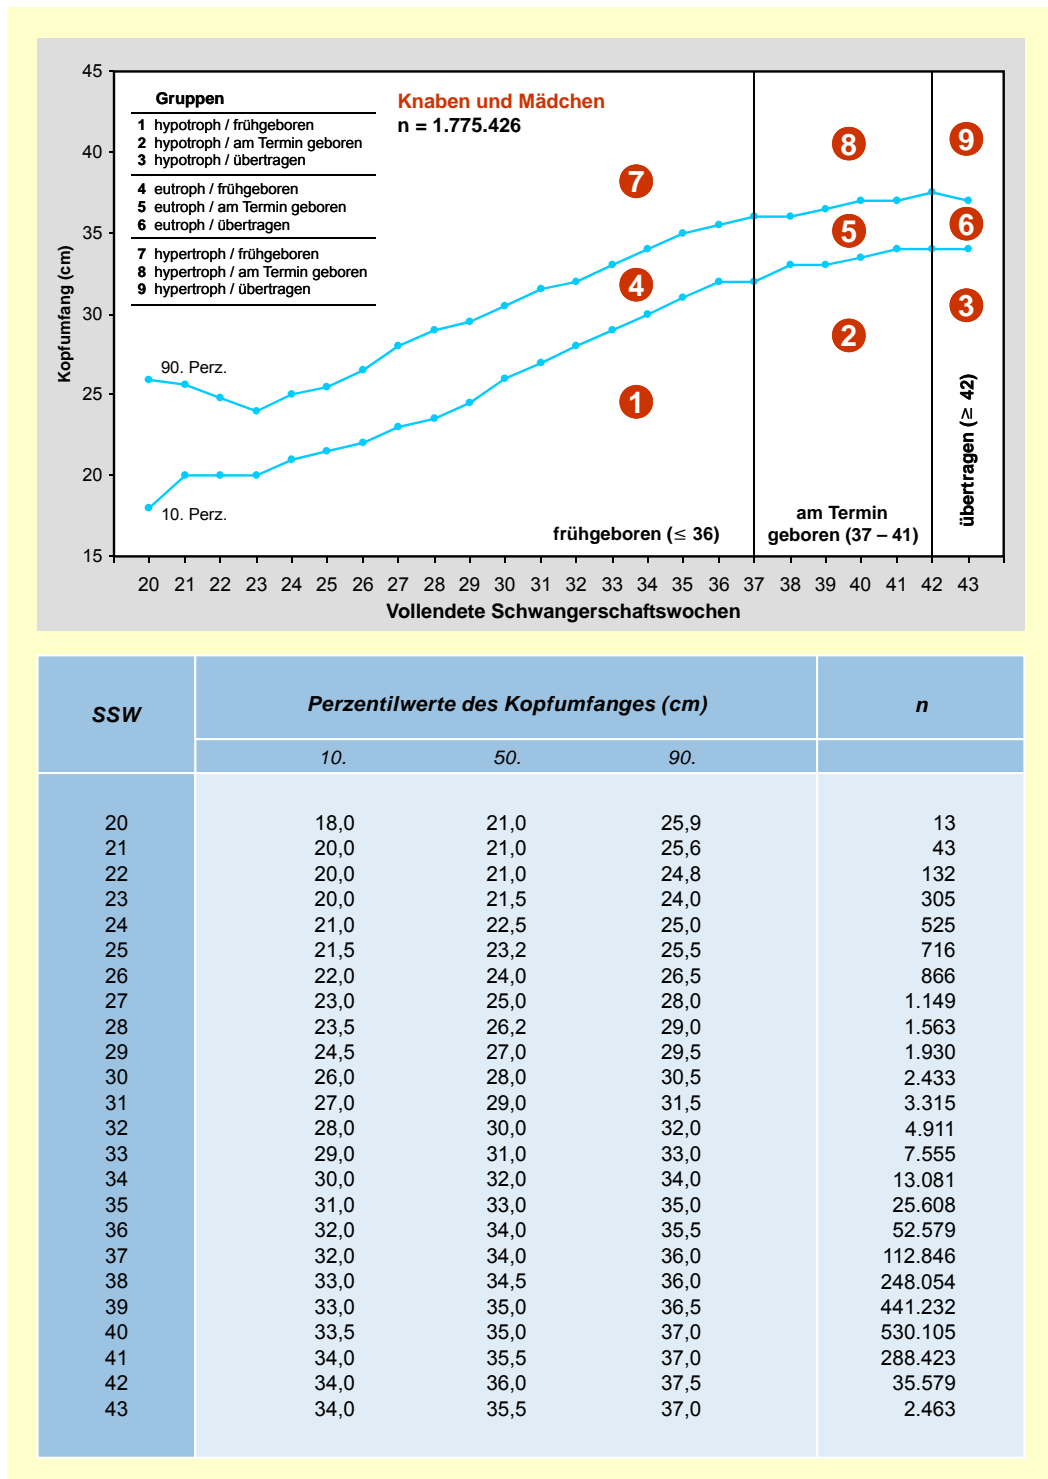 45
40
35
30
25
20
15
Kopfumfang (cm)
Gruppen
1 hypotroph / frühgeboren
2 hypotroph / am Termin geboren
3 hypotroph / übertragen
4 eutroph / frühgeboren
5 eutroph / am Termin geboren
6 eutroph / übertragen
7 hypertroph / frühgeboren
8 hypertroph / am Termin geboren
9 hypertroph / übertragen
Knaben und Mädchen
n = 1.775.426
7
8
9
4
5
6
1
2
3
90. Perz.
10. Perz.
frühgeboren (≤ 36)
am Termin
geboren (37 – 41)
übertragen (≥ 42)
20 21 22 23 24 25 26 27 28 29 30 31 32 33 34 35 36 37 38 39 40 41 42 43
Vollendete Schwangerschaftswochen
SSW Perzentilwerte des Kopfumfanges (cm) n
10. 50. 90.
20 18,0 21,0 25,9 13
21 20,0 21,0 25,6 43
22 20,0 21,0 24,8 132
23 20,0 21,5 24,0 305
24 21,0 22,5 25,0 525
25 21,5 23,2 25,5 716
26 22,0 24,0 26,5 866
27 23,0 25,0 28,0 1.149
28 23,5 26,2 29,0 1.563
29 24,5 27,0 29,5 1.930
30 26,0 28,0 30,5 2.433
31 27,0 29,0 31,5 3.315
32 28,0 30,0 32,0 4.911
33 29,0 31,0 33,0 7.555
34 30,0 32,0 34,0 13.081
35 31,0 33,0 35,0 25.608
36 32,0 34,0 35,5 52.579
37 32,0 34,0 36,0 112.846
38 33,0 34,5 36,0 248.054
39 33,0 35,0 36,5 441.232
40 33,5 35,0 37,0 530.105
41 34,0 35,5 37,0 288.423
42 34,0 36,0 37,5 35.579
43 34,0 35,5 37,0 2.463